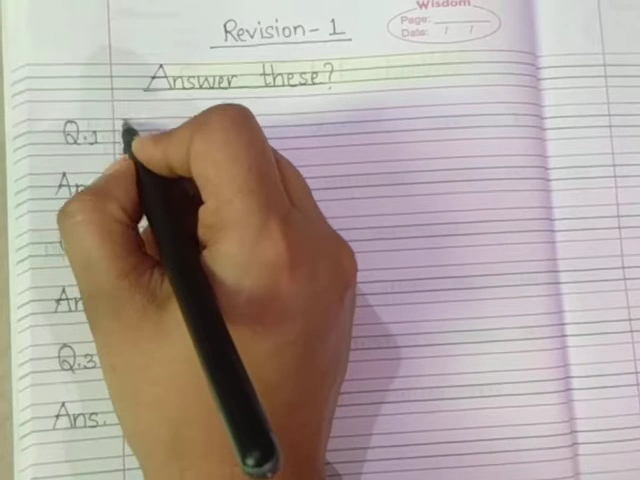 Wisdom
Page:
Date: / /
Revision - 1
Answer these?
Q.1
Q.3
Ans.